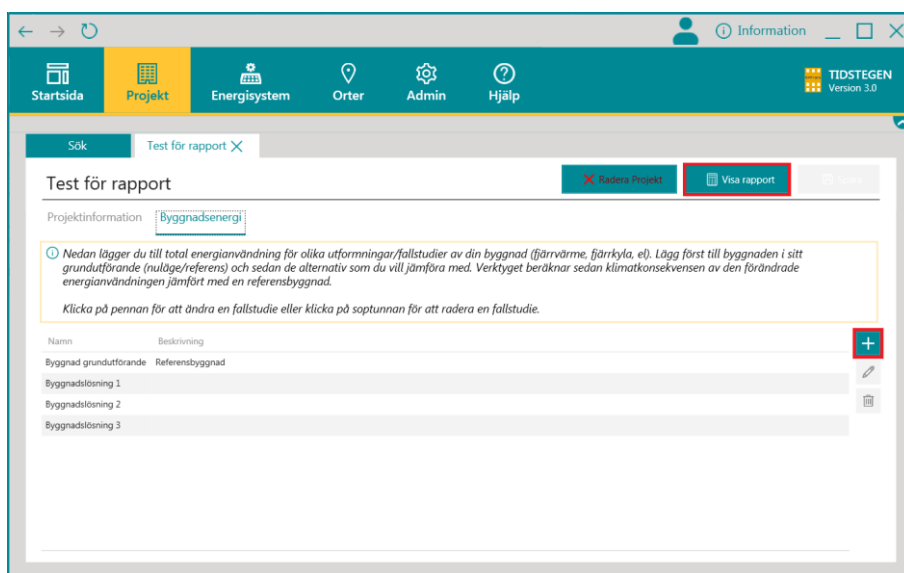 Information
Startsida
Projekt
Energisystem
Orter
Admin
Hjälp
TIDSTEGEN
Version 3.0
Sök
Test för rapport
Test för rapport
Radera Projekt
Visa rapport
Projektinformation
Byggnadsenergi
Nedan lägger du till total energianvändning för olika utformningar/fallstudier av din byggnad (fjärrvärme, fjärrkyla, el). Lägg först till byggnaden i sitt
grundutförande (nuläge/referens) och sedan de alternativ som du vill jämföra med. Verktyget beräknar sedan klimatkonsekvensen av den förändrade
energianvändningen jämfört med en referensbyggnad.
Klicka på pennan för att ändra en fallstudie eller klicka på soptunnan för att radera en fallstudie.
Namn Beskrivning
Byggnad grundutförande Referensbyggnad
Byggnadslösning 1
Byggnadslösning 2
Byggnadslösning 3